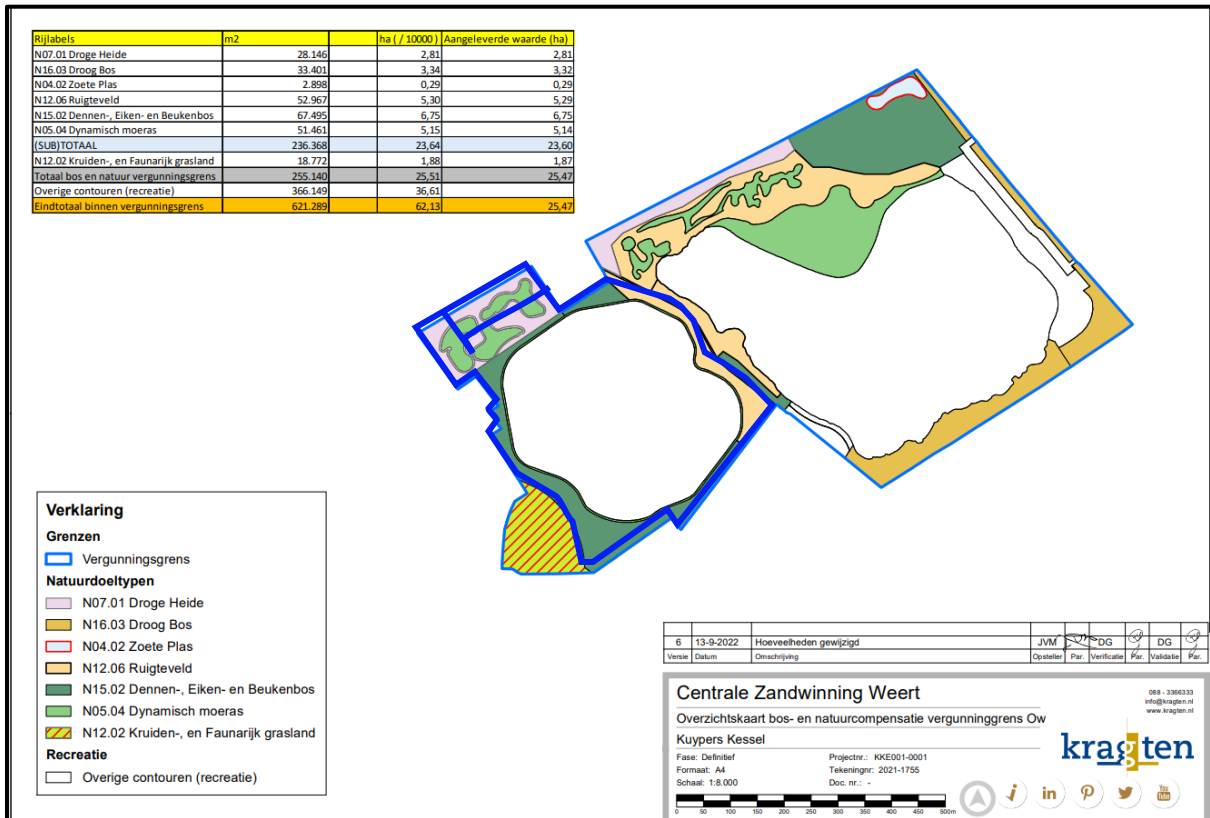 Rijlabels m2 ha ( / 10000 ) Aangeleverde waarde (ha)
N07.01 Droge Heide 28.146 2,81 2,81
N16.03 Droog Bos 33.401 3,34 3,32
N04.02 Zoete Plas 2.898 0,29 0,29
N12.06 Ruigteveld 52.967 5,30 5,29
N15.02 Dennen-, Eiken- en Beukenbos 67.495 6,75 6,75
N05.04 Dynamisch moeras 51.461 5,15 5,14
(SUB)TOTAAL 236.368 23,64 23,60
N12.02 Kruiden-, en Faunarijk grasland 18.772 1,88 1,87
Totaal bos en natuur vergunningsgrens 255.140 25,51 25,47
Overige contouren (recreatie) 366.149 36,61
Eindtotaal binnen vergunningsgrens 621.289 62,13 25,47
Verklaring
Grenzen
Vergunningsgrens
Natuurdoeltypen
N07.01 Droge Heide
N16.03 Droog Bos
N04.02 Zoete Plas
N12.06 Ruigteveld
N15.02 Dennen-, Eiken- en Beukenbos
N05.04 Dynamisch moeras
N12.02 Kruiden-, en Faunarijk grasland
Recreatie
Overige contouren (recreatie)
6 13-9-2022 Hoeveelheden gewijzigd JVM DG DG
Versie Datum Omschrijving Opsteller Par. Verificatie Par. Validatie Par.
Centrale Zandwinning Weert
088 - 3366333
info@kragten.nl
www.kragten.nl
Overzichtskaart bos- en natuurcompensatie vergunninggrens Ow
Kuypers Kessel
kragten
Fase: Definitief Projectnr.: KKE001-0001
Formaat: A4 Tekeningnr: 2021-1755
Schaal: 1:8.000 Doc. nr.: -
0 50 100 150 200 250 300 350 400 450 500m
in
You
Tube